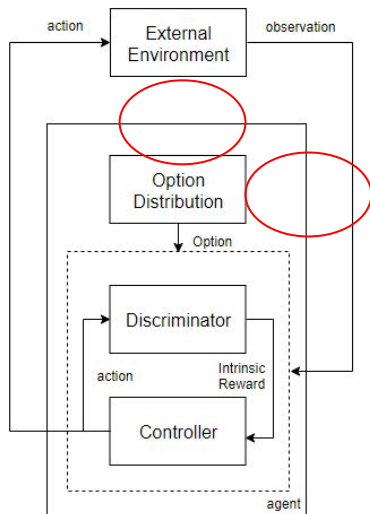 action
External
Environment
observation
Option
Distribution
Option
Discriminator
action
Intrinsic
Reward
Controller
agent